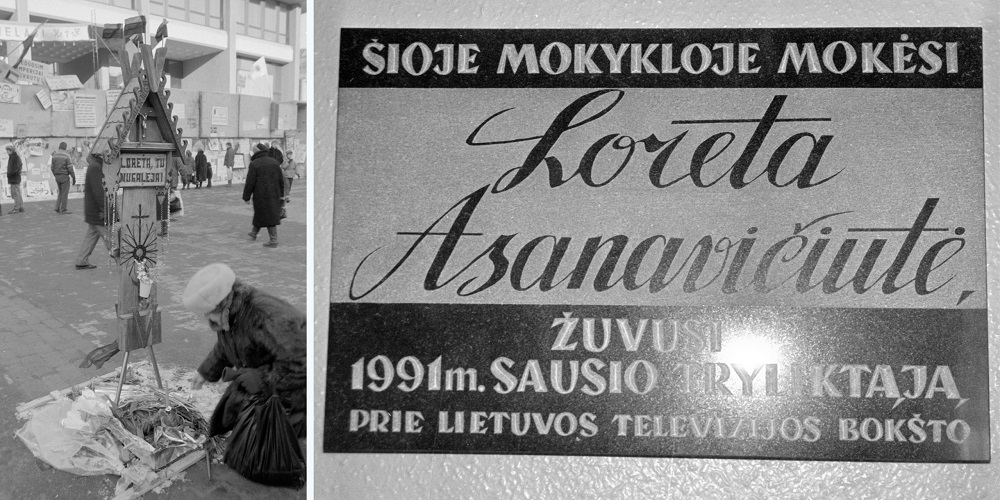 LORETA, TU
NUGALĖJAI
ŠIOJE MOKYKLOJE MOKĖSI
Loreta
Asanavičiutė,
ŽUVUSI
1991m. SAUSIO TRYLIKTĄJĄ
PRIE LIETUVOS TELEVIZIJOS BOKŠTO